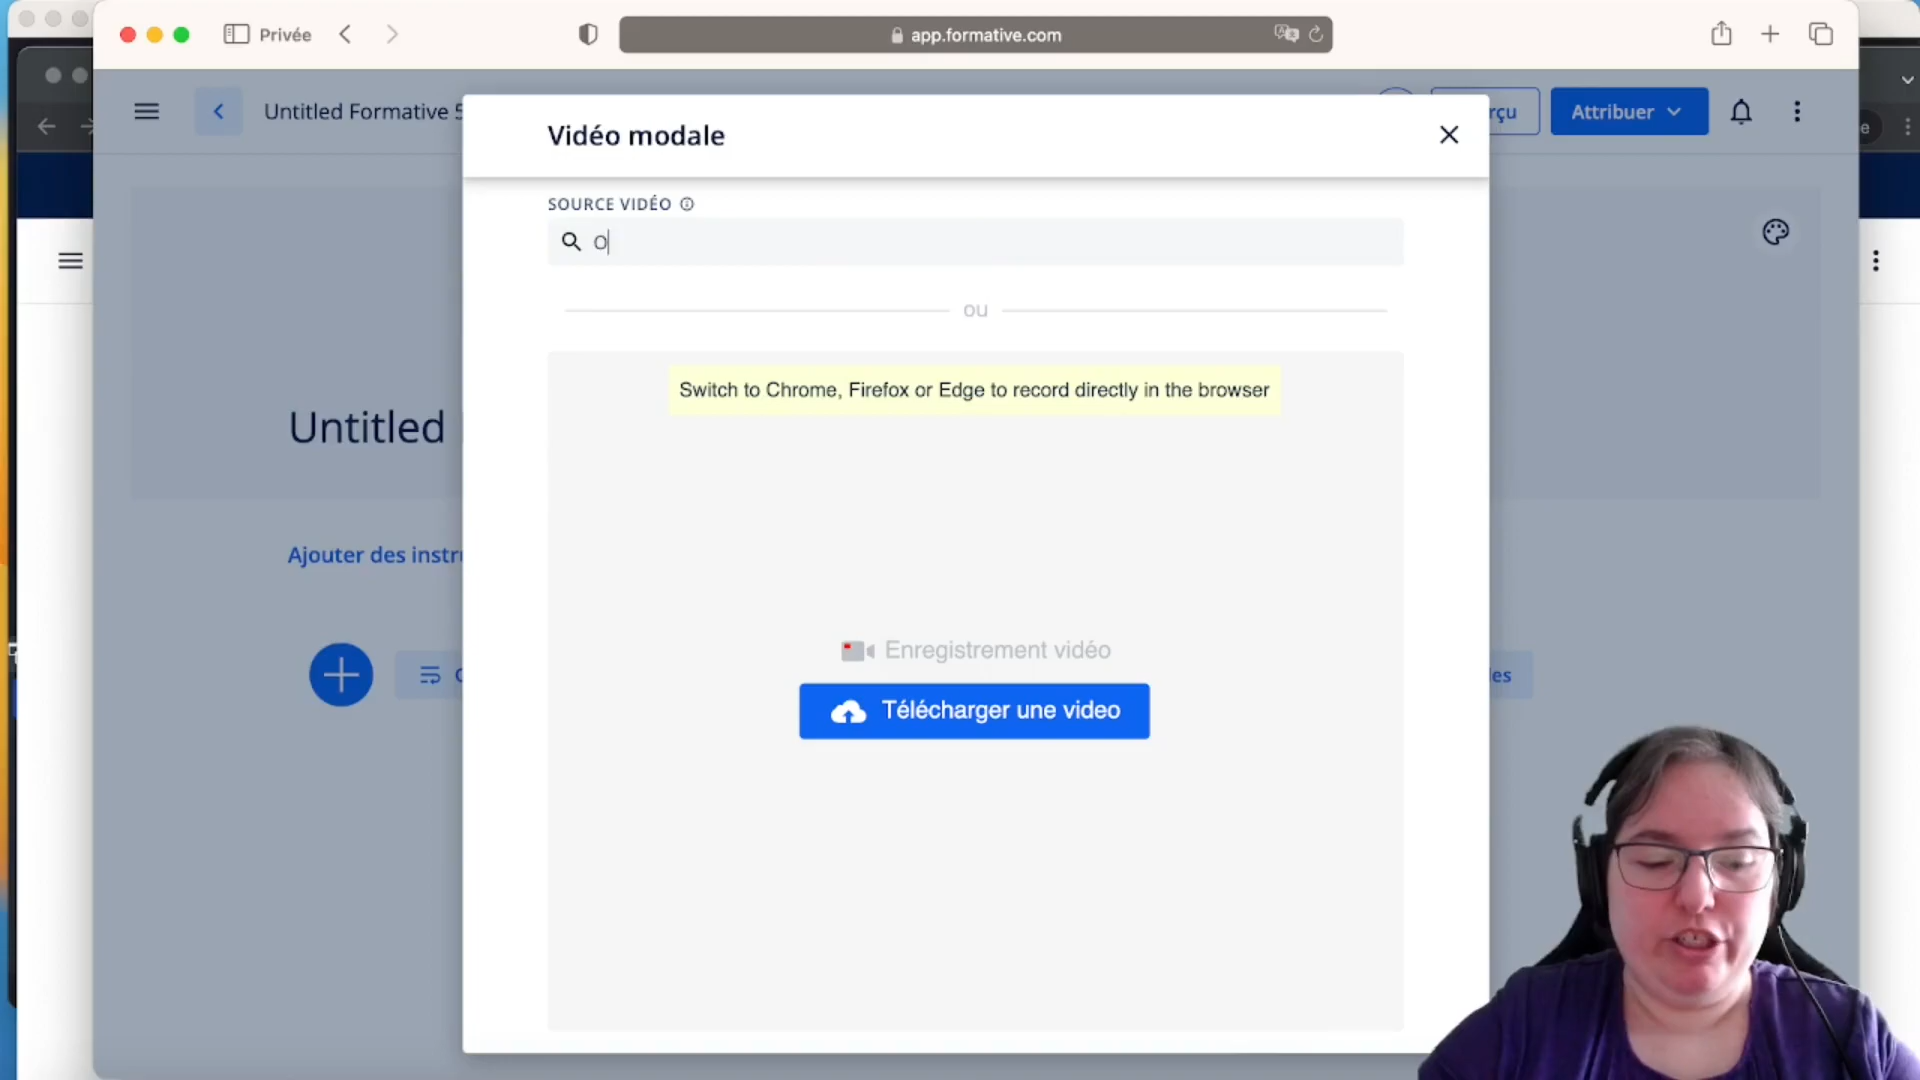 Privée
app.formative.com
Untitled Formative 5
Attribuer
Vidéo modale
SOURCE VIDÉO
O
ou
Switch to Chrome, Firefox or Edge to record directly in the browser
Untitled
Ajouter des instr
Enregistrement vidéo
Télécharger une video